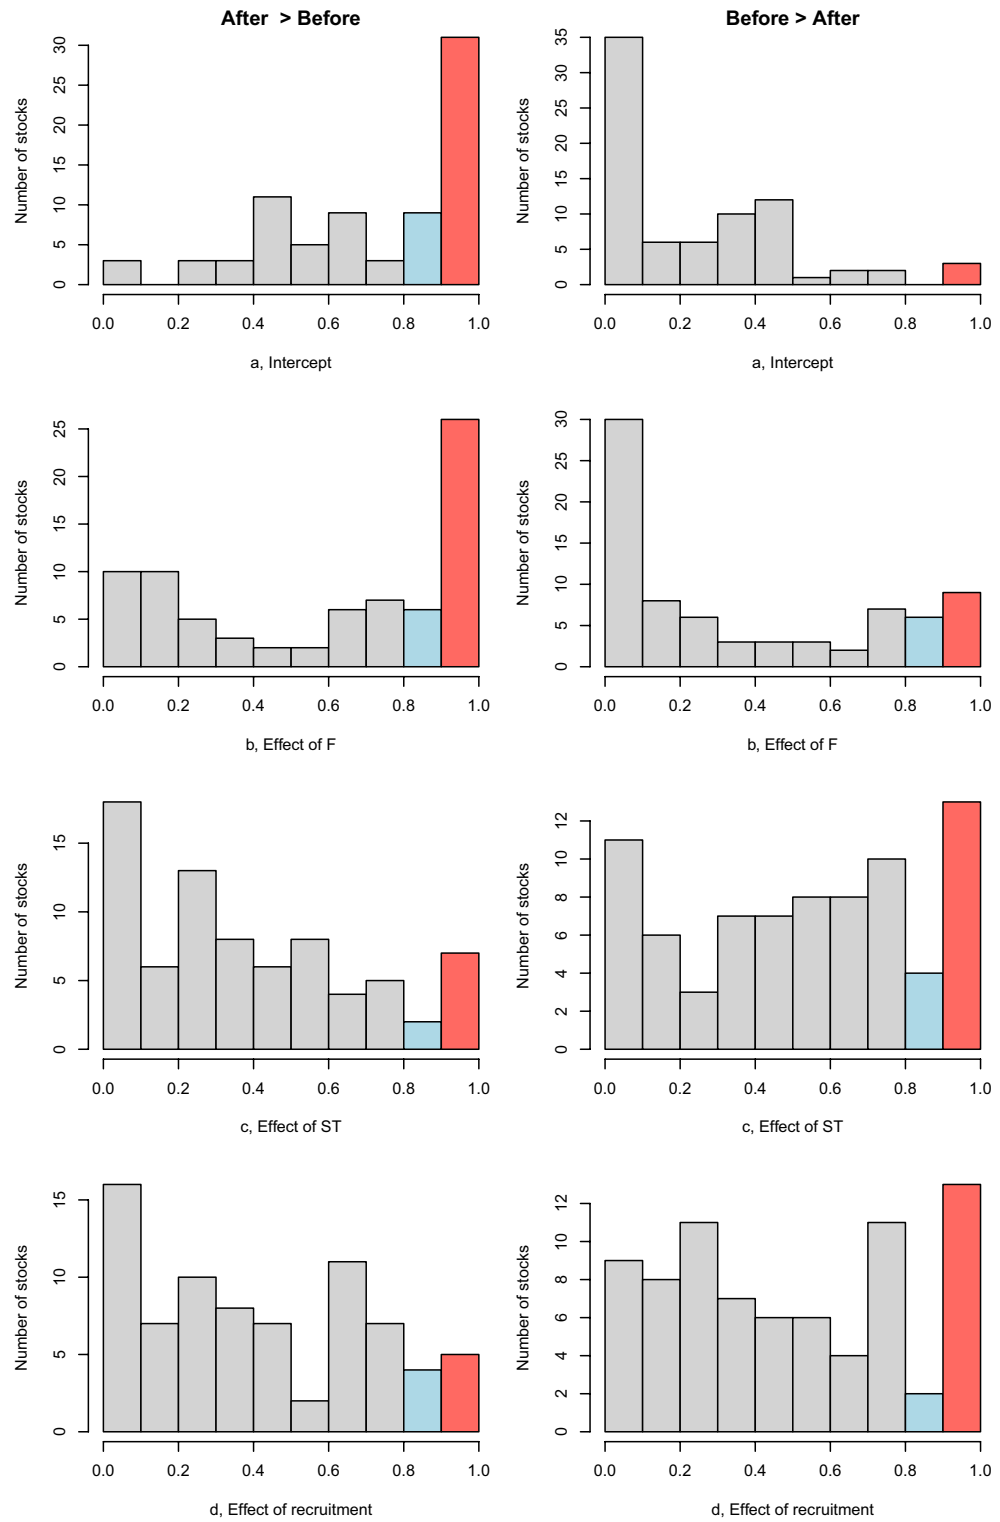 After > Before
Before > After
Number of stocks
0 5 10 15 20 25 30
0.0 0.2 0.4 0.6 0.8 1.0
a, Intercept
Number of stocks
0 5 10 15 20 25 30 35
0.0 0.2 0.4 0.6 0.8 1.0
a, Intercept
Number of stocks
0 5 10 15 20 25
0.0 0.2 0.4 0.6 0.8 1.0
b, Effect of F
Number of stocks
0 5 10 15 20 25 30
0.0 0.2 0.4 0.6 0.8 1.0
b, Effect of F
Number of stocks
0 5 10 15
0.0 0.2 0.4 0.6 0.8 1.0
c, Effect of ST
Number of stocks
0 2 4 6 8 10 12
0.0 0.2 0.4 0.6 0.8 1.0
c, Effect of ST
Number of stocks
0 5 10 15
0.0 0.2 0.4 0.6 0.8 1.0
d, Effect of recruitment
Number of stocks
0 2 4 6 8 10 12
0.0 0.2 0.4 0.6 0.8 1.0
d, Effect of recruitment